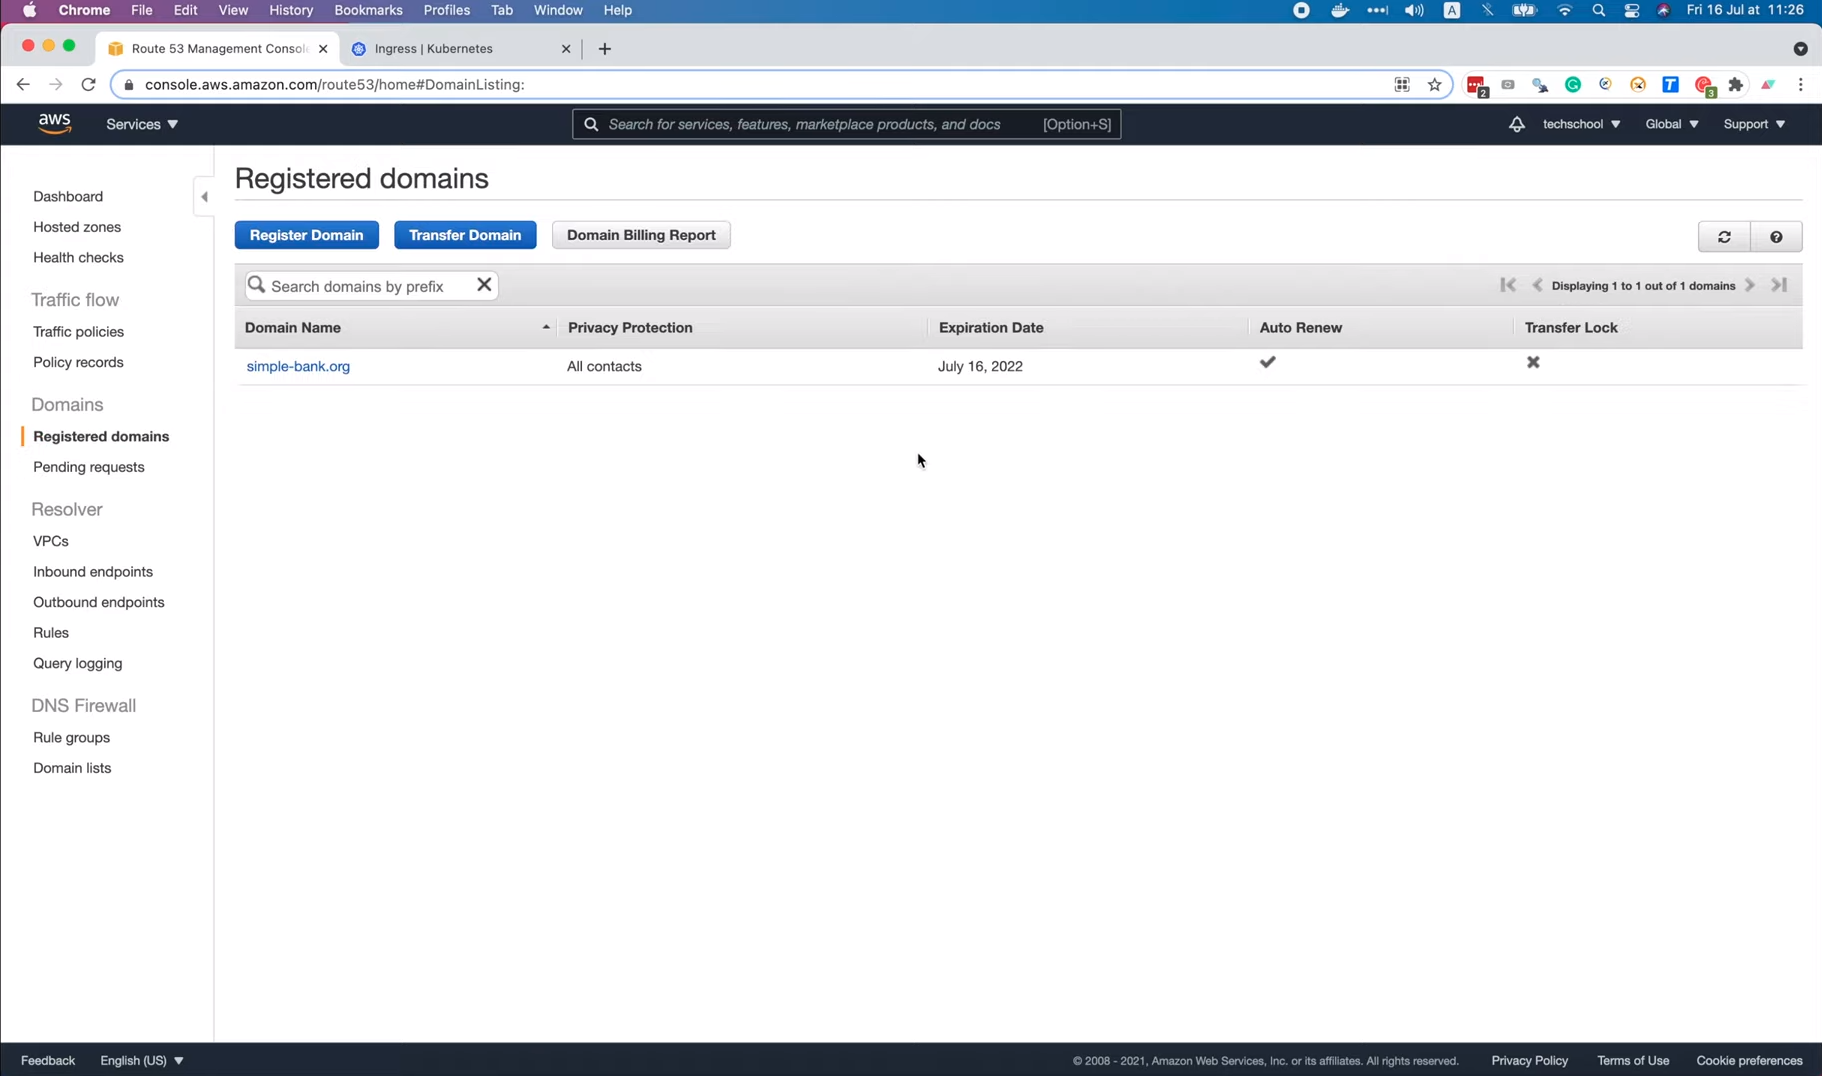 Chrome File Edit View History Bookmarks Profiles Tab Window Help A Fri 16 Jul at 11:26
Route 53 Management Consol Ingress | Kubernetes
console.aws.amazon.com/route53/home#DomainListing: 2 T 3
aws Services Search for services, features, marketplace products, and docs [Option+S] techschool Global Support
Registered domains
Dashboard
Hosted zones
Health checks
Traffic flow
Traffic policies
Policy records
Domains
Registered domains
Pending requests
Resolver
VPCs
Inbound endpoints
Outbound endpoints
Rules
Query logging
DNS Firewall
Rule groups
Domain lists
Register Domain Transfer Domain Domain Billing Report
Search domains by prefix Displaying 1 to 1 out of 1 domains
Domain Name Privacy Protection Expiration Date Auto Renew Transfer Lock
simple-bank.org All contacts July 16, 2022
Feedback English (US) © 2008 - 2021, Amazon Web Services, Inc. or its affiliates. All rights reserved. Privacy Policy Terms of Use Cookie preferences